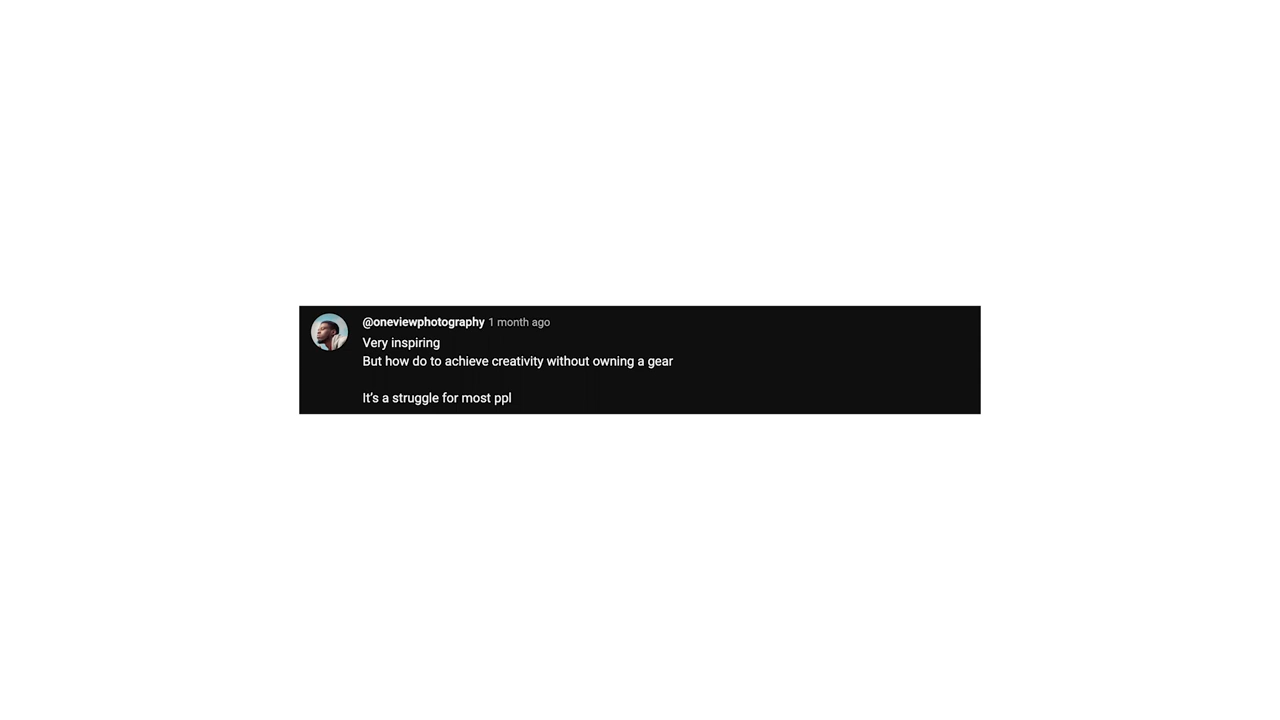 @oneviewphotography 1 month ago
Very inspiring
But how do to achieve creativity without owning a gear
It's a struggle for most ppl